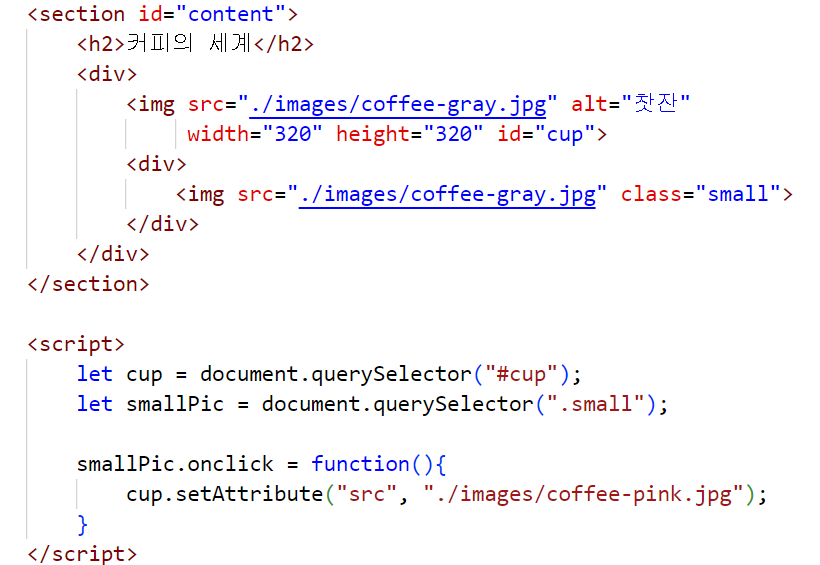 <section id="content">
<h2>커피의 세계</h2>
<div>
<img src="./images/coffee-gray.jpg" alt="찻잔"
width="320" height="320" id="cup">
<div>
<img src="./images/coffee-gray.jpg" class="small">
</div>
</div>
</section>
<script>
let cup = document.querySelector("#cup");
let smallPic = document.querySelector(".small");
smallPic.onclick = function(){
cup.setAttribute("src", "./images/coffee-pink.jpg");
}
</script>